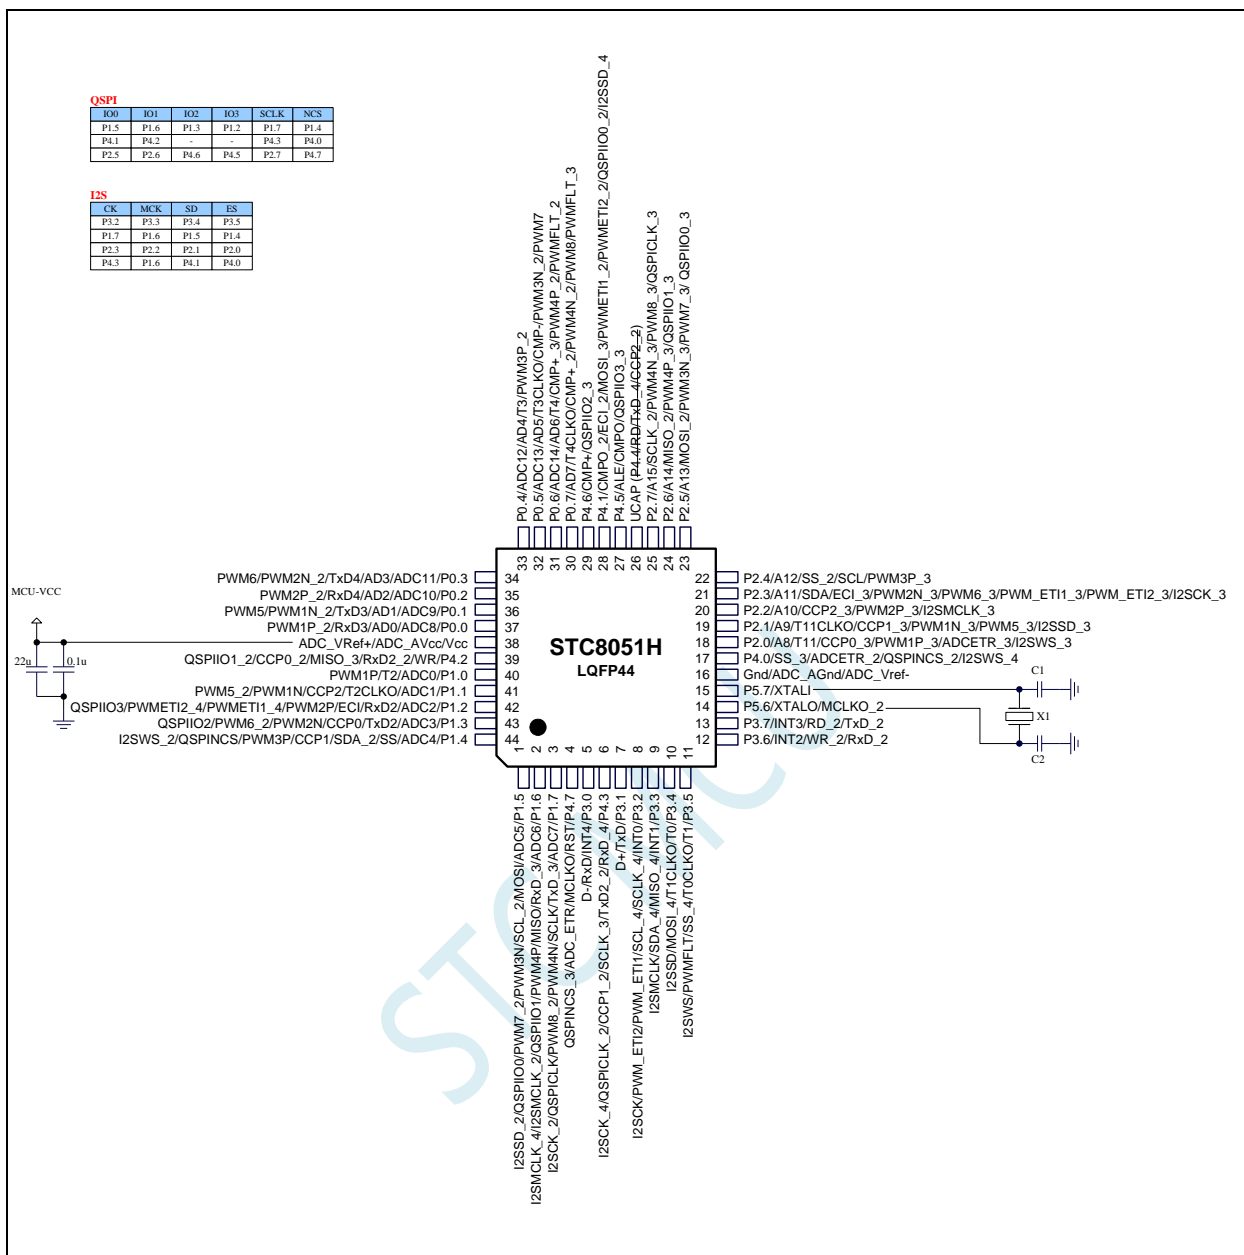 QSPI
IO0 IO1 IO2 IO3 SCLK NCS
P1.5 P1.6 P1.3 P1.2 P1.7 P1.4
P4.1 P4.2 - - P4.3 P4.0
P2.5 P2.6 P4.6 P4.5 P2.7 P4.7
I2S
CK MCK SD ES
P3.2 P3.3 P3.4 P3.5
P1.7 P1.6 P1.5 P1.4
P2.3 P2.2 P2.1 P2.0
P4.3 P1.6 P4.1 P4.0
P0.4/ADC12/AD4/T3/PWM3P_2
P0.5/ADC13/AD5/T3CLKO/CMP-/PWM3N_2/PWM7
P0.6/ADC14/AD6/T4/CMP+_3/PWM4P_2/PWMFLT_2
P0.7/AD7/T4CLKO/CMP+_2/PWM4N_2/PWM8/PWMFLT_3
P4.6/CMP+/QSPIIO2_3
P4.1/CMPO_2/ECI_2/MOSI_3/PWMETI1_2/PWMETI2_2/QSPIIO0_2/I2SSD_4
P4.5/ALE/CMPO/QSPIIO3_3
UCAP (P4.4/RD/TxD_4/CCP2_2)
P2.7/A15/SCLK_2/PWM4N_3/PWM8_3/QSPICLK_3
P2.6/A14/MISO_2/PWM4P_3/QSPIIO1_3
P2.5/A13/MOSI_2/PWM3N_3/PWM7_3/ QSPIIO0_3
33 32 31 30 29 28 27 26 25 24 23
MCU-VCC
22u
0.1u
PWM6/PWM2N_2/TxD4/AD3/ADC11/P0.3 34
PWM2P_2/RxD4/AD2/ADC10/P0.2 35
PWM5/PWM1N_2/TxD3/AD1/ADC9/P0.1 36
PWM1P_2/RxD3/AD0/ADC8/P0.0 37
ADC_VRef+/ADC_AVcc/Vcc 38
QSPIIO1_2/CCP0_2/MISO_3/RxD2_2/WR/P4.2 39
PWM1P/T2/ADC0/P1.0 40
PWM5_2/PWM1N/CCP2/T2CLKO/ADC1/P1.1 41
QSPIIO3/PWMETI2_4/PWMETI1_4/PWM2P/ECI/RxD2/ADC2/P1.2 42
QSPIIO2/PWM6_2/PWM2N/CCP0/TxD2/ADC3/P1.3 43
I2SWS_2/QSPINCS/PWM3P/CCP1/SDA_2/SS/ADC4/P1.4 44
STC8051H
LQFP44
22 P2.4/A12/SS_2/SCL/PWM3P_3
21 P2.3/A11/SDA/ECI_3/PWM2N_3/PWM6_3/PWM_ETI1_3/PWM_ETI2_3/I2SCK_3
20 P2.2/A10/CCP2_3/PWM2P_3/I2SMCLK_3
19 P2.1/A9/T11CLKO/CCP1_3/PWM1N_3/PWM5_3/I2SSD_3
18 P2.0/A8/T11/CCP0_3/PWM1P_3/ADCETR_3/I2SWS_3
17 P4.0/SS_3/ADCETR_2/QSPINCS_2/I2SWS_4
16 Gnd/ADC_AGnd/ADC_Vref-
15 P5.7/XTALI
14 P5.6/XTALO/MCLKO_2
13 P3.7/INT3/RD_2/TxD_2
12 P3.6/INT2/WR_2/RxD_2
C1
X1
C2
1 2 3 4 5 6 7 8 9 10 11
I2SSD_2/QSPIIO0/PWM7_2/PWM3N/SCL_2/MOSI/ADC5/P1.5
I2SMCLK_4/I2SMCLK_2/QSPIIO1/PWM4P/MISO/RxD_3/ADC6/P1.6
I2SCK_2/QSPICLK/PWM8_2/PWM4N/SCLK/TxD_3/ADC7/P1.7
QSPINCS_3/ADC_ETR/MCLKO/RST/P4.7
D-/RxD/INT4/P3.0
I2SCK_4/QSPICLK_2/CCP1_2/SCLK_3/TxD2_2/RxD_4/P4.3
D+/TxD/P3.1
I2SCK/PWM_ETI2/PWM_ETI1/SCL_4/SCLK_4/INT0/P3.2
I2SMCLK/SDA_4/MISO_4/INT1/P3.3
I2SSD/MOSI_4/T1CLKO/T0/P3.4
I2SWS/PWMFLT/SS_4/T0CLKO/T1/P3.5
STCMCU